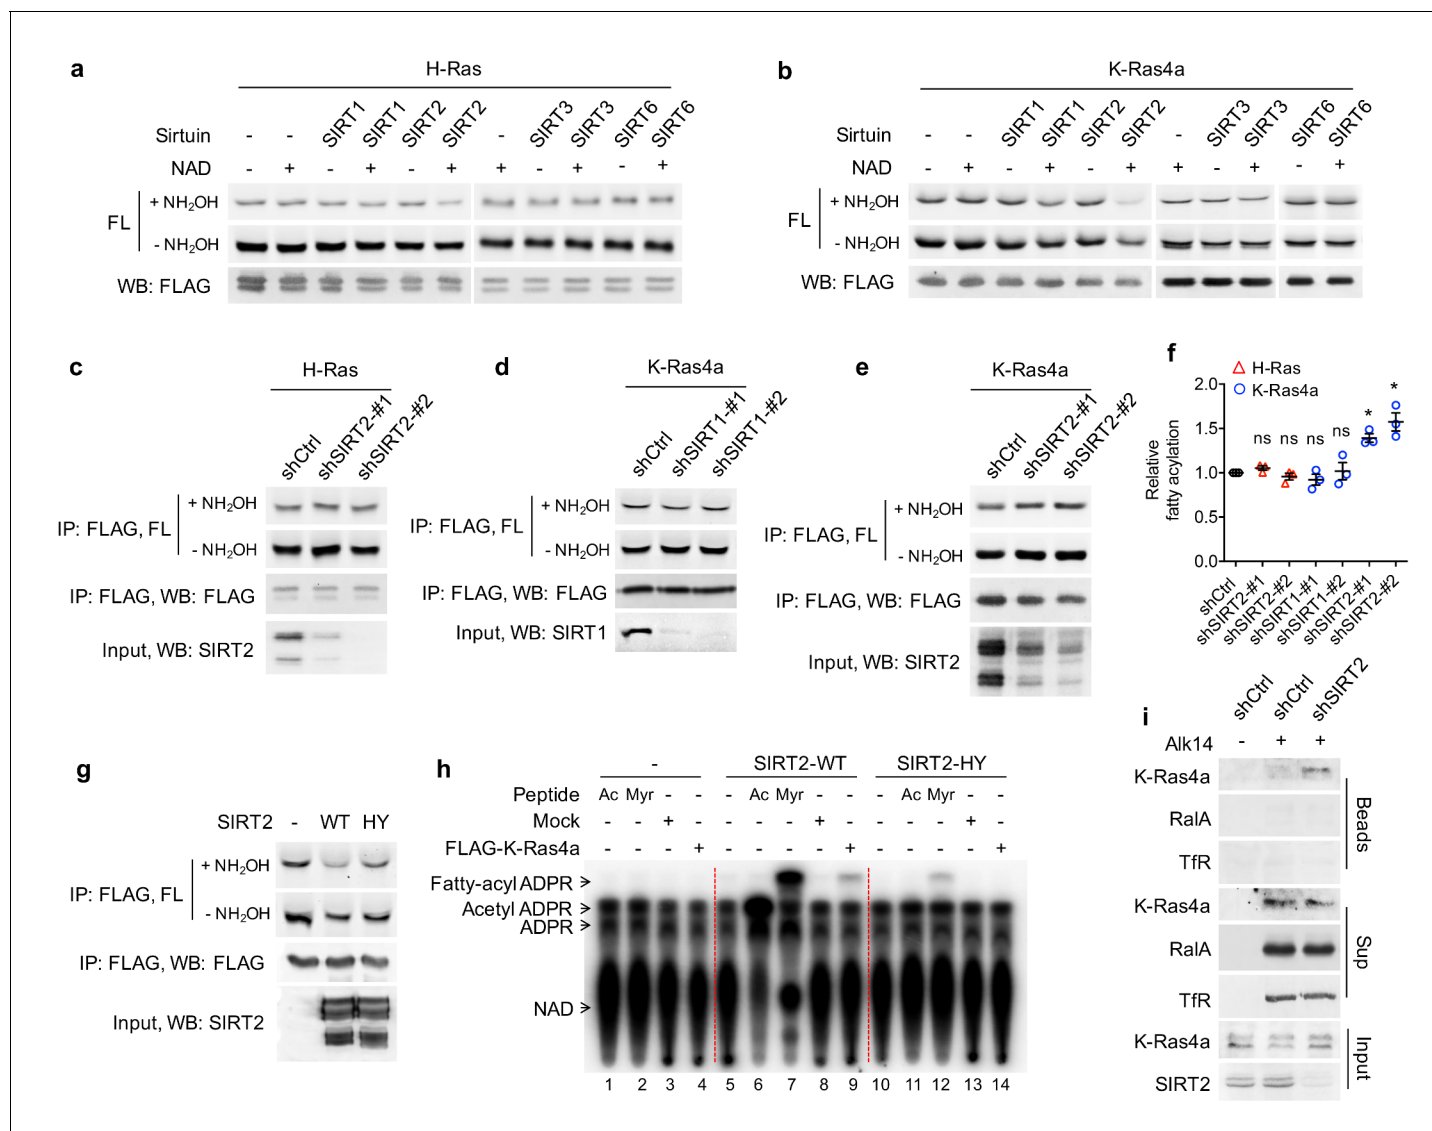 a
H-Ras
Sirtuin - - SIRT1 SIRT1 SIRT2 SIRT2 - SIRT3 SIRT3 SIRT6 SIRT6
NAD - + - + - + + - + - +
FL
+ NH2OH
- NH2OH
WB: FLAG
b
K-Ras4a
Sirtuin - - SIRT1 SIRT1 SIRT2 SIRT2 - SIRT3 SIRT3 SIRT6 SIRT6
NAD - + - + - + + - + - +
FL
+ NH2OH
- NH2OH
WB: FLAG
c
H-Ras
shCtrl shSIRT2-#1 shSIRT2-#2
IP: FLAG, FL
+ NH2OH
- NH2OH
IP: FLAG, WB: FLAG
Input, WB: SIRT2
d
K-Ras4a
shCtrl shSIRT1-#1 shSIRT1-#2
IP: FLAG, FL
+ NH2OH
- NH2OH
IP: FLAG, WB: FLAG
Input, WB: SIRT1
e
K-Ras4a
shCtrl shSIRT2-#1 shSIRT2-#2
IP: FLAG, FL
+ NH2OH
- NH2OH
IP: FLAG, WB: FLAG
Input, WB: SIRT2
f
H-Ras
K-Ras4a
Relative
fatty acylation
2.0
1.5
1.0
0.5
0.0
ns ns ns ns * *
shCtrl shSIRT2-#1 shSIRT2-#2 shSIRT1-#1 shSIRT1-#2 shSIRT2-#1 shSIRT2-#2
g
SIRT2 - WT HY
IP: FLAG, FL
+ NH2OH
- NH2OH
IP: FLAG, WB: FLAG
Input, WB: SIRT2
h
- SIRT2-WT SIRT2-HY
Peptide Ac Myr - - - Ac Myr - - - Ac Myr - -
Mock - - + - - - - + - - - - + -
FLAG-K-Ras4a - - - + - - - - + - - - - +
Fatty-acyl ADPR
Acetyl ADPR
ADPR
NAD
1 2 3 4 5 6 7 8 9 10 11 12 13 14
i
shCtrl shCtrl shSIRT2
Alk14 - + +
K-Ras4a
RalA
TfR
Beads
K-Ras4a
RalA
TfR
Sup
K-Ras4a
SIRT2
Input